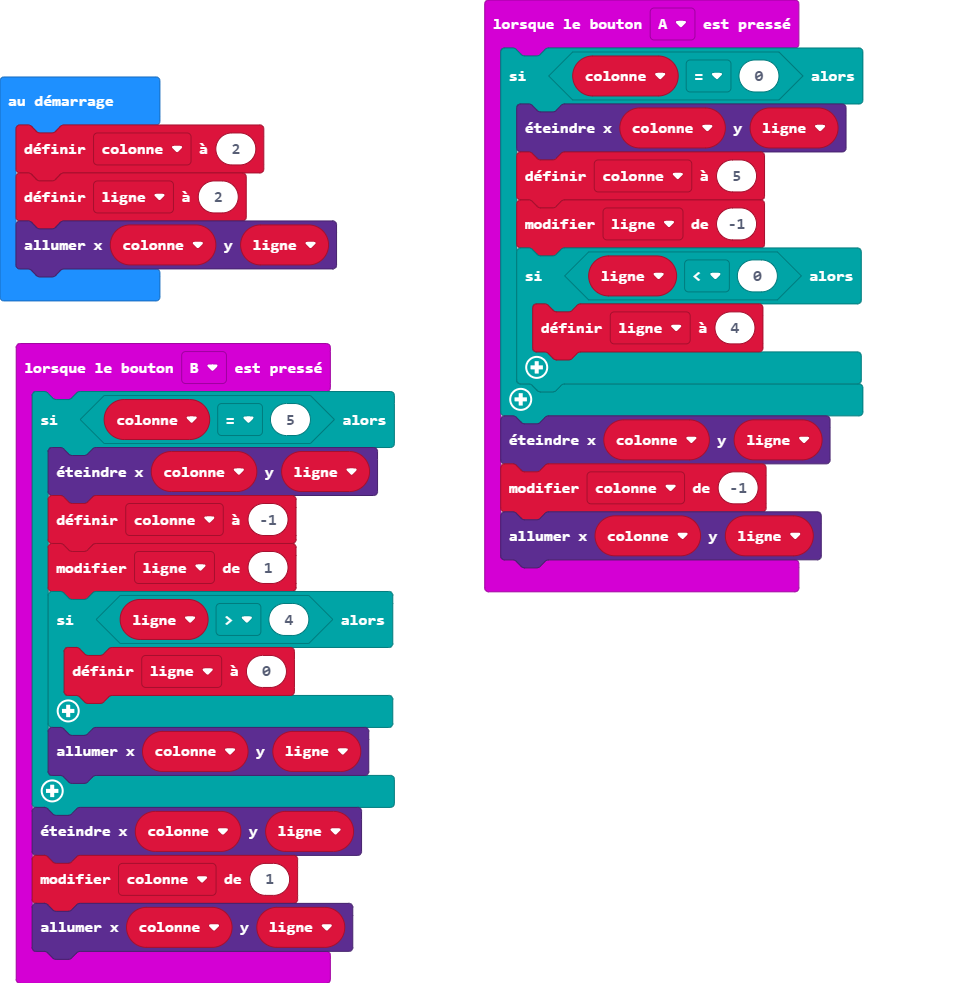 au démarrage
définir colonne à 2
définir ligne à 2
allumer x colonne y ligne
lorsque le bouton B est pressé
si colonne = 5 alors
éteindre x colonne y ligne
définir colonne à -1
modifier ligne de 1
si ligne > 4 alors
définir ligne à 0
allumer x colonne y ligne
éteindre x colonne y ligne
modifier colonne de 1
allumer x colonne y ligne
lorsque le bouton A est pressé
si colonne = 0 alors
éteindre x colonne y ligne
définir colonne à 5
modifier ligne de -1
si ligne < 0 alors
définir ligne à 4
éteindre x colonne y ligne
modifier colonne de -1
allumer x colonne y ligne